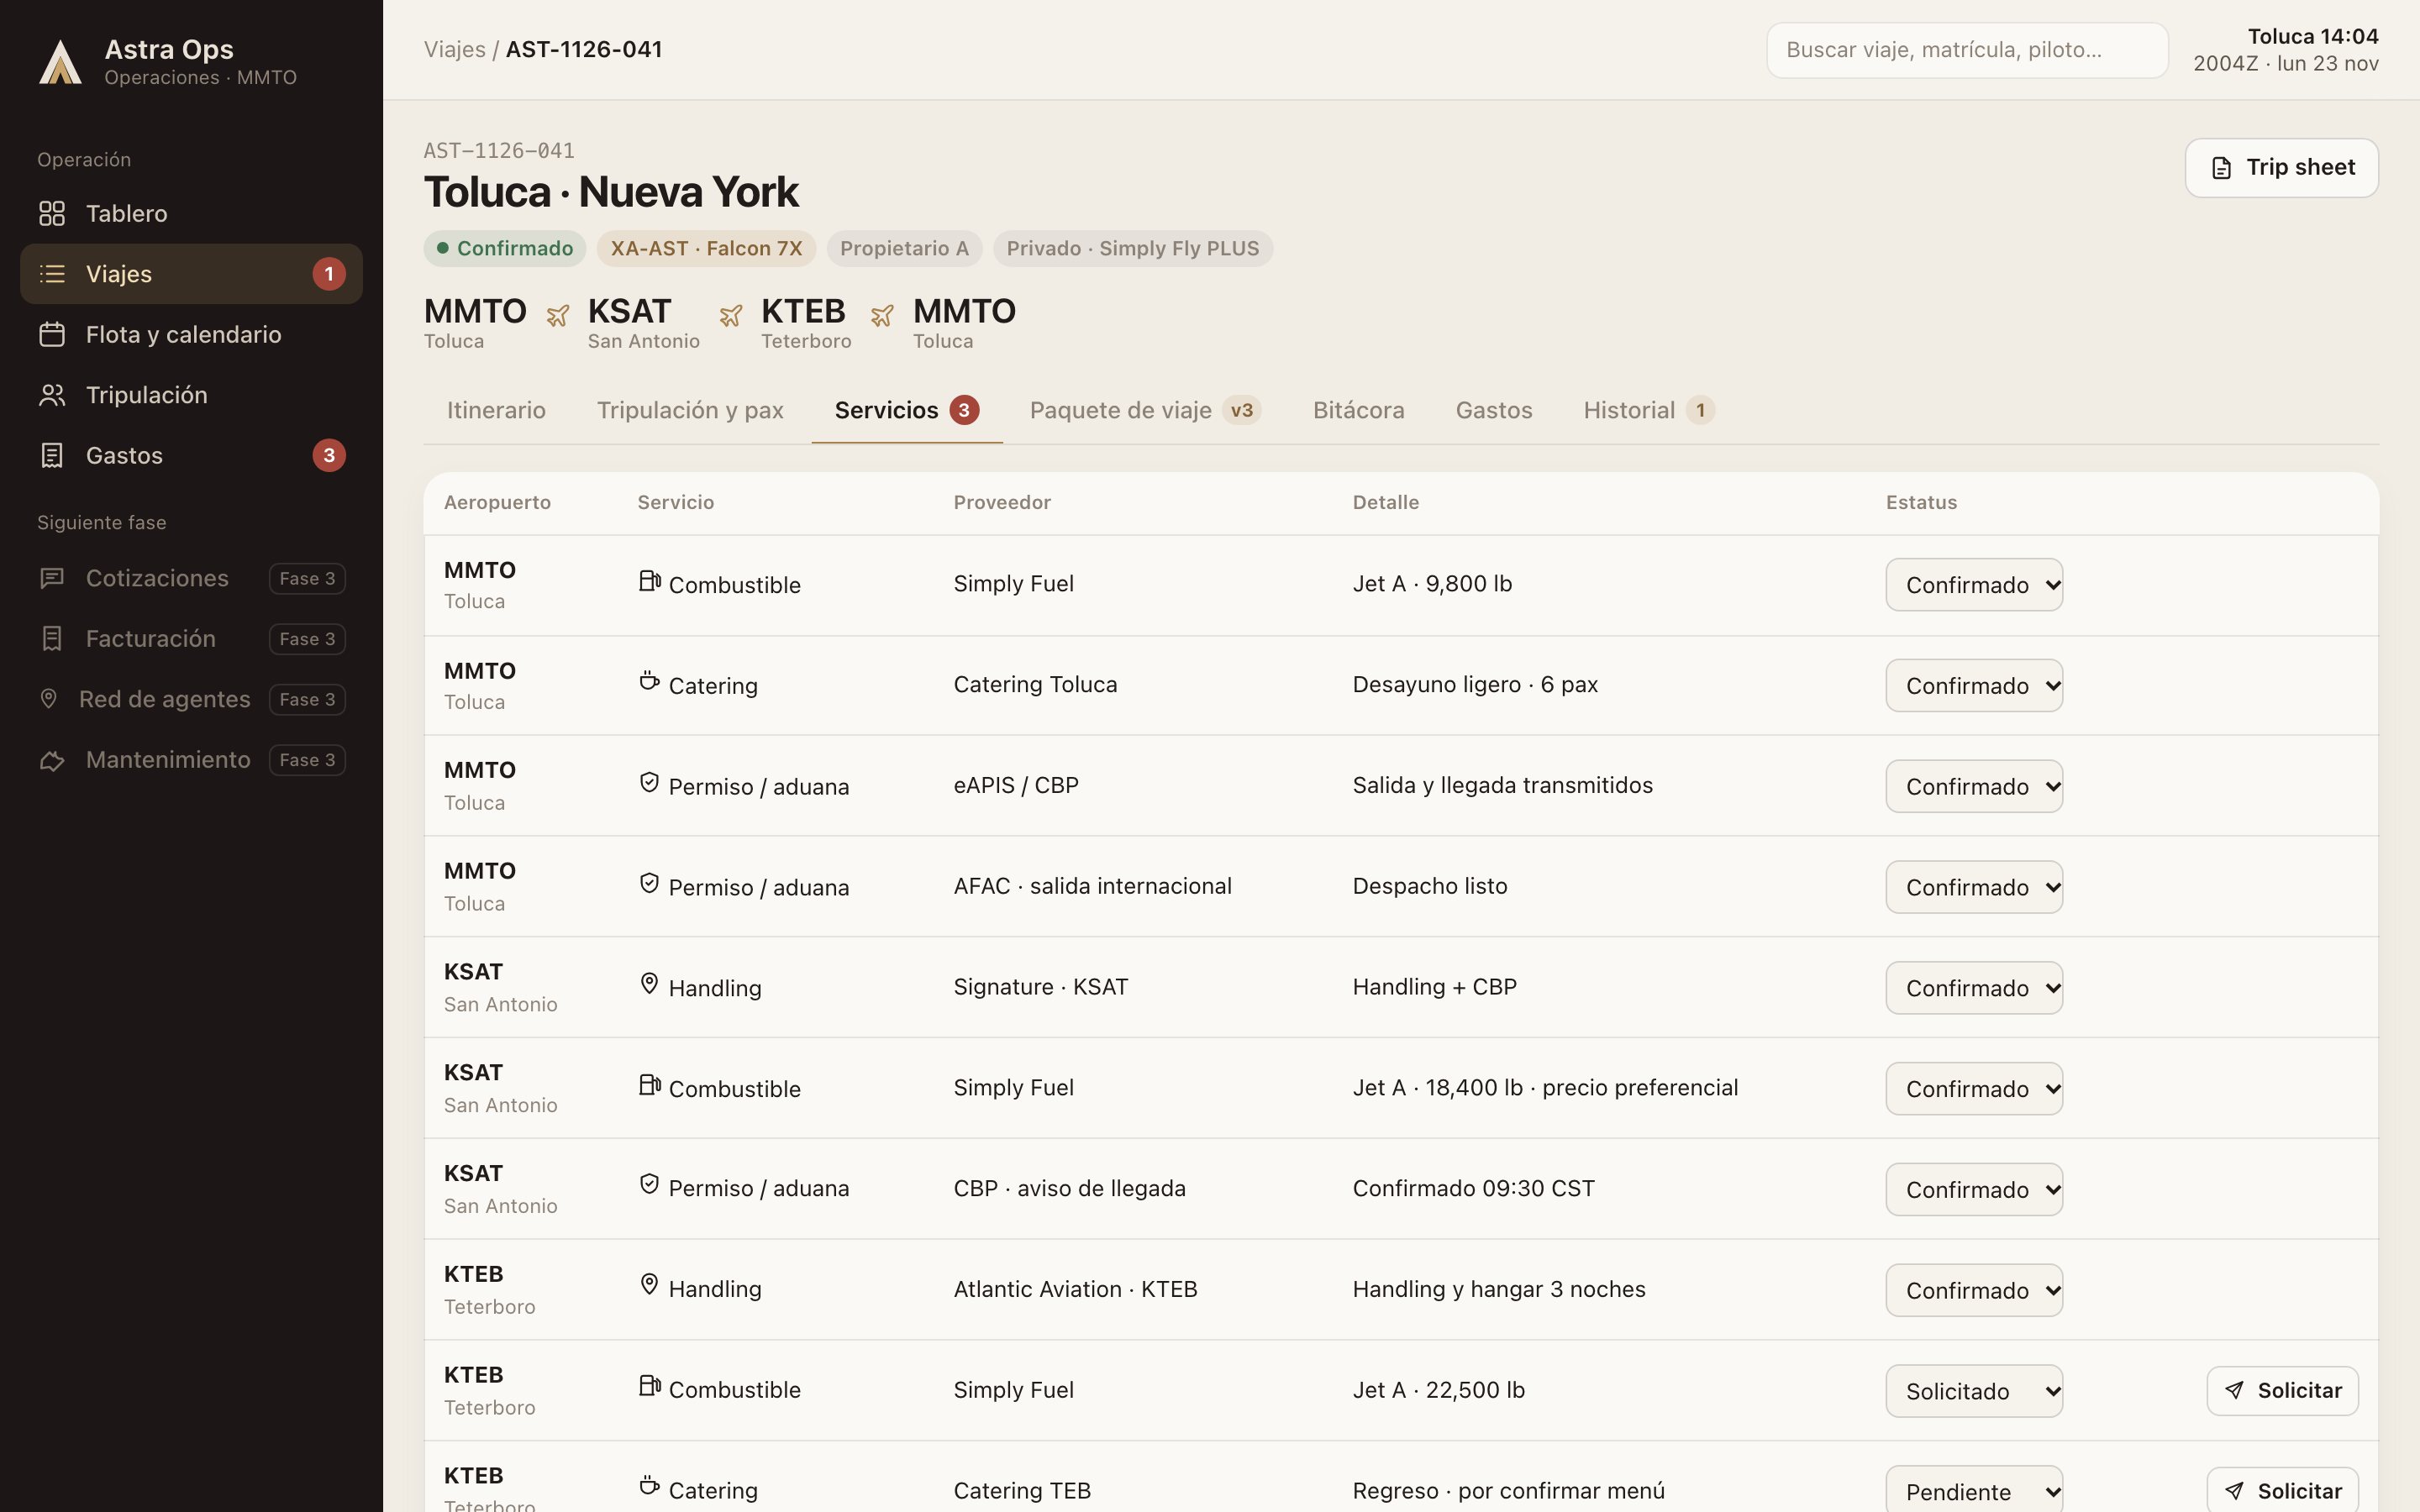 Astra Ops
Operaciones · MMTO
Operación
Tablero
Viajes 1
Flota y calendario
Tripulación
Gastos 3
Siguiente fase
Cotizaciones Fase 3
Facturación Fase 3
Red de agentes Fase 3
Mantenimiento Fase 3
Viajes / AST-1126-041
Buscar viaje, matrícula, piloto...
Toluca 14:04
2004Z · lun 23 nov
AST-1126-041
Toluca · Nueva York
Trip sheet
Confirmado XA-AST · Falcon 7X Propietario A Privado · Simply Fly PLUS
MMTO KSAT KTEB MMTO
Toluca San Antonio Teterboro Toluca
Itinerario Tripulación y pax Servicios 3 Paquete de viaje v3 Bitácora Gastos Historial 1
Aeropuerto Servicio Proveedor Detalle Estatus
MMTO
Toluca
Combustible Simply Fuel Jet A · 9,800 lb Confirmado
MMTO
Toluca
Catering Catering Toluca Desayuno ligero · 6 pax Confirmado
MMTO
Toluca
Permiso / aduana eAPIS / CBP Salida y llegada transmitidos Confirmado
MMTO
Toluca
Permiso / aduana AFAC · salida internacional Despacho listo Confirmado
KSAT
San Antonio
Handling Signature · KSAT Handling + CBP Confirmado
KSAT
San Antonio
Combustible Simply Fuel Jet A · 18,400 lb · precio preferencial Confirmado
KSAT
San Antonio
Permiso / aduana CBP · aviso de llegada Confirmado 09:30 CST Confirmado
KTEB
Teterboro
Handling Atlantic Aviation · KTEB Handling y hangar 3 noches Confirmado
KTEB
Teterboro
Combustible Simply Fuel Jet A · 22,500 lb Solicitado Solicitar
KTEB
Teterboro
Catering Catering TEB Regreso · por confirmar menú Pendiente Solicitar